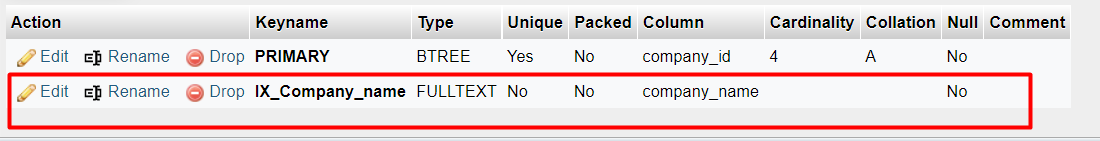 Action Keyname Type Unique Packed Column Cardinality Collation Null Comment
Edit Rename Drop PRIMARY BTREE Yes No company_id 4 A No
Edit Rename Drop IX_Company_name FULLTEXT No No company_name No